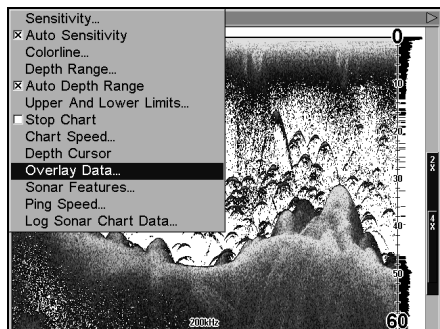 Sensitivity...
Auto Sensitivity
Colorline...
Depth Range...
Auto Depth Range
Upper And Lower Limits...
Stop Chart
Chart Speed...
Depth Cursor
Overlay Data...
Sonar Features...
Ping Speed...
Log Sonar Chart Data...
0
10
30
40
50
60
2X
4X
200kHz